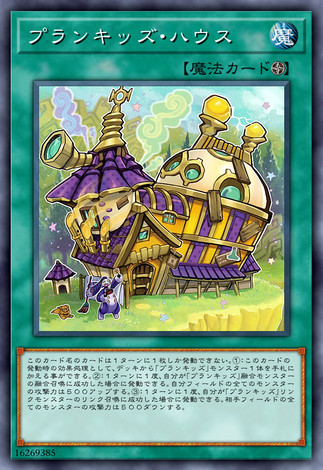 プランキッズ・ハウス
魔
【魔法カード】
このカード名のカードは1ターンに1枚しか発動できない。①：このカードの
発動時の効果処理として、デッキから「プランキッズ」モンスター1体を手札に
加える事ができる。②：1ターンに1度、自分が「プランキッズ」融合モンスター
の融合召喚に成功した場合に発動できる。自分フィールドの全てのモンスター
の攻撃力は500アップする。③：1ターンに1度、自分が「プランキッズ」リン
クモンスターのリンク召喚に成功した場合に発動できる。相手フィールドの全
てのモンスターの攻撃力は500ダウンする。
16269385